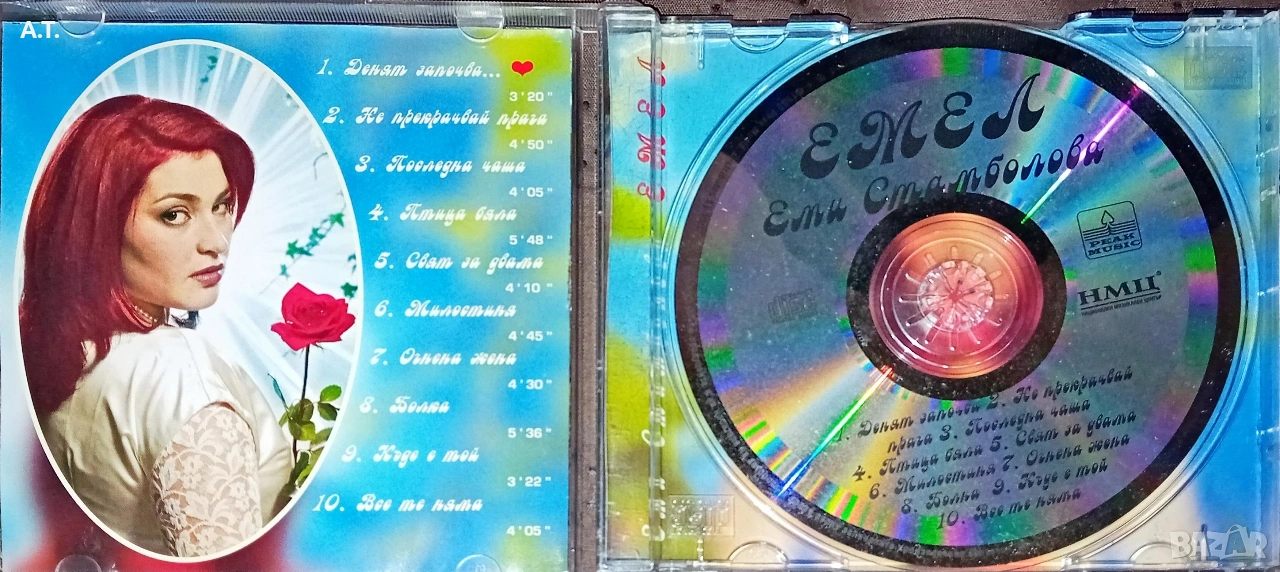 A.T.
1. Денят започва...
3'20"
2. Не прекрачвай прага
4'50"
3. Последна чаша
4'05"
4. Птица бяла
5'48"
5. Свят за двама
4'10"
6. Милостиня
4'45"
7. Огнена жена
4'30"
8. Болка
5'36"
9. Къде е той
3'22"
10. Все те няма
4'05"
ЕМЕЛ
ЕМЕЛ
Еми Стамболова
PEAK
MUSIC
НМЦ
НАЦИОНАЛЕН МУЗИКАЛЕН ЦЕНТЪР
1. Денят започва 2. Не прекрачвай
прага 3. Последна чаша
4. Птица бяла 5. Свят за двама
6. Милостиня 7. Огнена жена
8. Болка 9. Къде е той
10. Все те няма
BAZAR